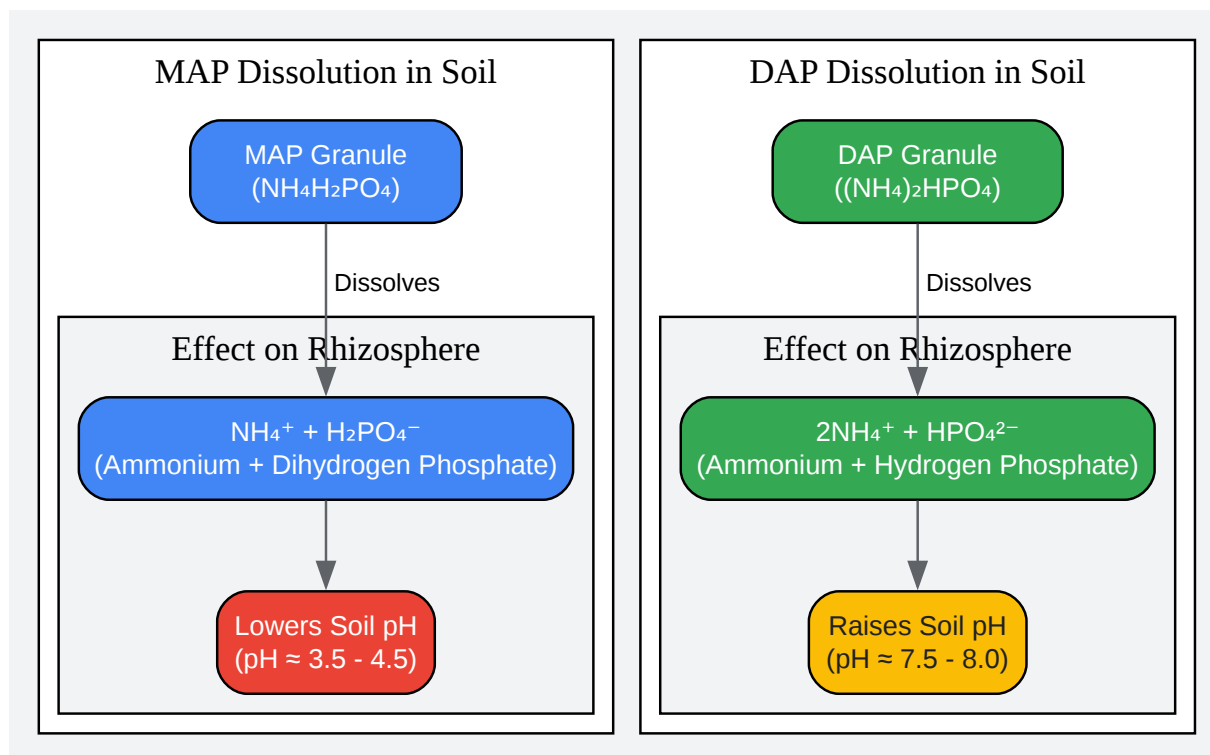 MAP Dissolution in Soil
MAP Granule
(NH₄H₂PO₄)
Dissolves
Effect on Rhizosphere
NH₄⁺ + H₂PO₄⁻
(Ammonium + Dihydrogen Phosphate)
Lowers Soil pH
(pH ≈ 3.5 - 4.5)
DAP Dissolution in Soil
DAP Granule
((NH₄)₂HPO₄)
Dissolves
Effect on Rhizosphere
2NH₄⁺ + HPO₄²⁻
(Ammonium + Hydrogen Phosphate)
Raises Soil pH
(pH ≈ 7.5 - 8.0)